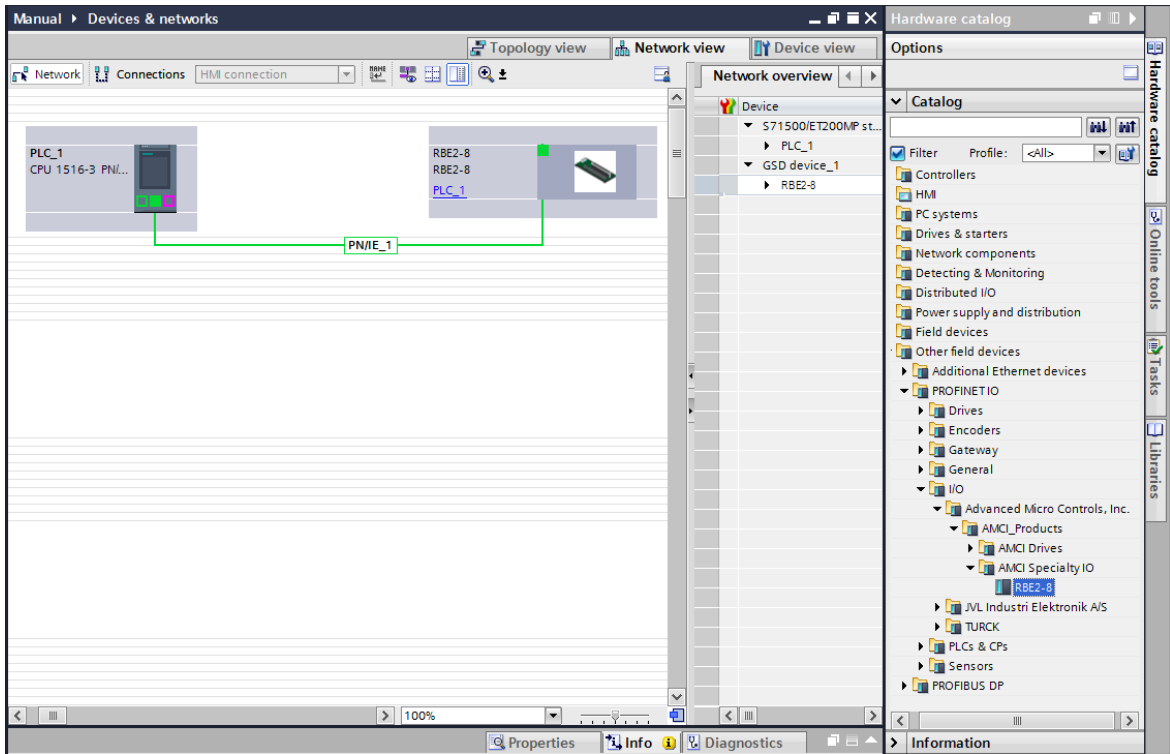 Manual ▸ Devices & networks
Topology view
Network view
Device view
Network
Connections
HMI connection
PLC_1
CPU 1516-3 PN/...
RBE2-8
RBE2-8
PLC_1
PN/IE_1
100%
Network overview
Device
S71500/ET200MP st...
PLC_1
GSD device_1
RBE2-8
Properties
Info
Diagnostics
Hardware catalog
Options
Catalog
Filter Profile: <All>
Controllers
HMI
PC systems
Drives & starters
Network components
Detecting & Monitoring
Distributed I/O
Power supply and distribution
Field devices
Other field devices
Additional Ethernet devices
PROFINET IO
Drives
Encoders
Gateway
General
I/O
Advanced Micro Controls, Inc.
AMCI_Products
AMCI Drives
AMCI Specialty IO
RBE2-8
JVL Industri Elektronik A/S
TURCK
PLCs & CPs
Sensors
PROFIBUS DP
Information
Hardware catalog
Online tools
Tasks
Libraries